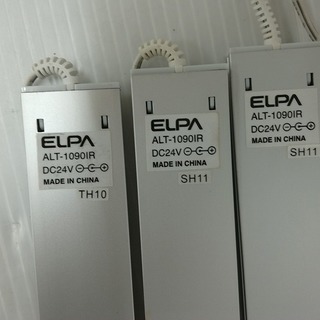 ELPA
ALT-1090IR
DC24V
MADE IN CHINA
TH10
ELPA
ALT-1090IR
DC24V
MADE IN CHINA
SH11
ELPA
ALT-1090IR
DC24V
MADE IN CHINA
SH11